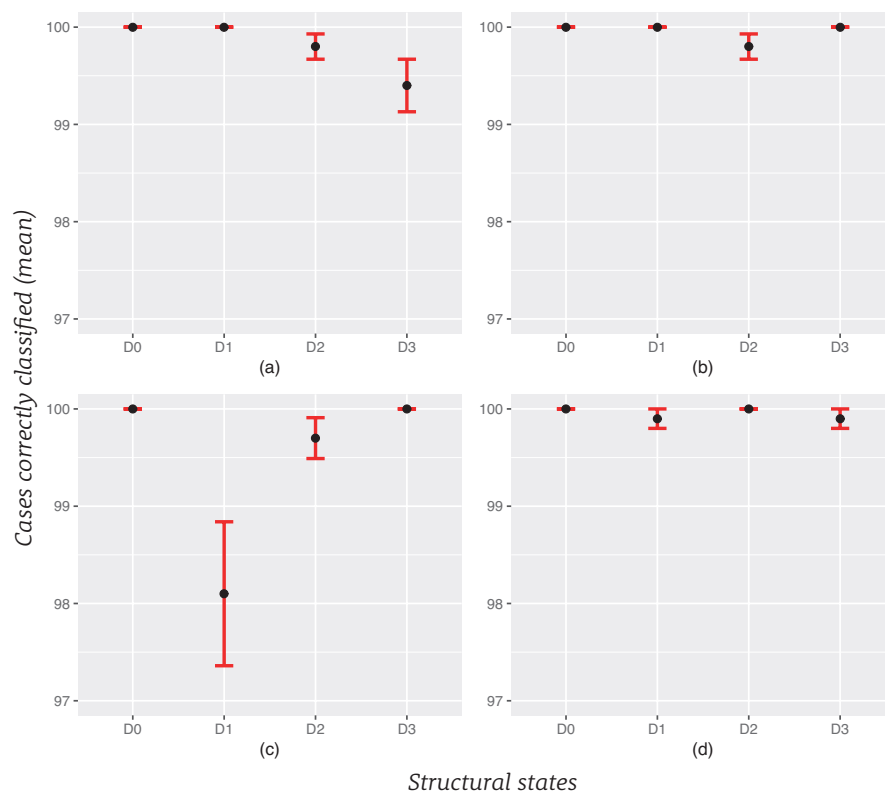 Cases correctly classified (mean)
100
99
98
97
D0 D1 D2 D3
(a)
100
99
98
97
D0 D1 D2 D3
(b)
100
99
98
97
D0 D1 D2 D3
(c)
100
99
98
97
D0 D1 D2 D3
(d)
Structural states